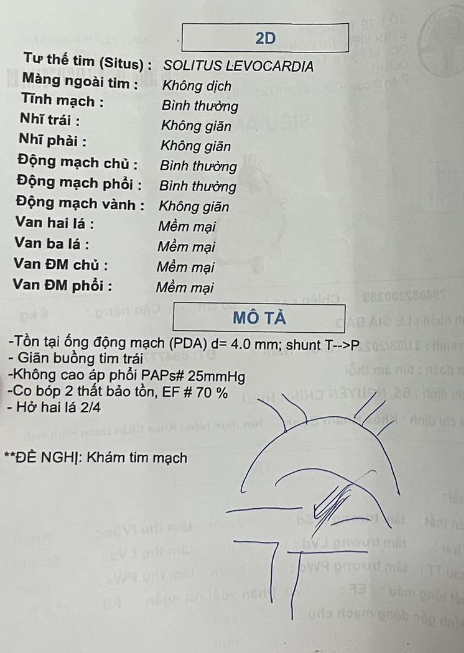 2D
Tư thế tim (Situs) : SOLITUS LEVOCARDIA
Màng ngoài tim : Không dịch
Tĩnh mạch : Bình thường
Nhĩ trái : Không giãn
Nhĩ phải : Không giãn
Động mạch chủ : Bình thường
Động mạch phổi : Bình thường
Động mạch vành : Không giãn
Van hai lá : Mềm mại
Van ba lá : Mềm mại
Van ĐM chủ : Mềm mại
Van ĐM phổi : Mềm mại
MÔ TẢ
-Tồn tại ống động mạch (PDA) d= 4.0 mm; shunt T-->P
- Giãn buồng tim trái
-Không cao áp phổi PAPs# 25mmHg
-Co bóp 2 thất bảo tồn, EF # 70 %
- Hở hai lá 2/4
**ĐỀ NGHỊ: Khám tim mạch